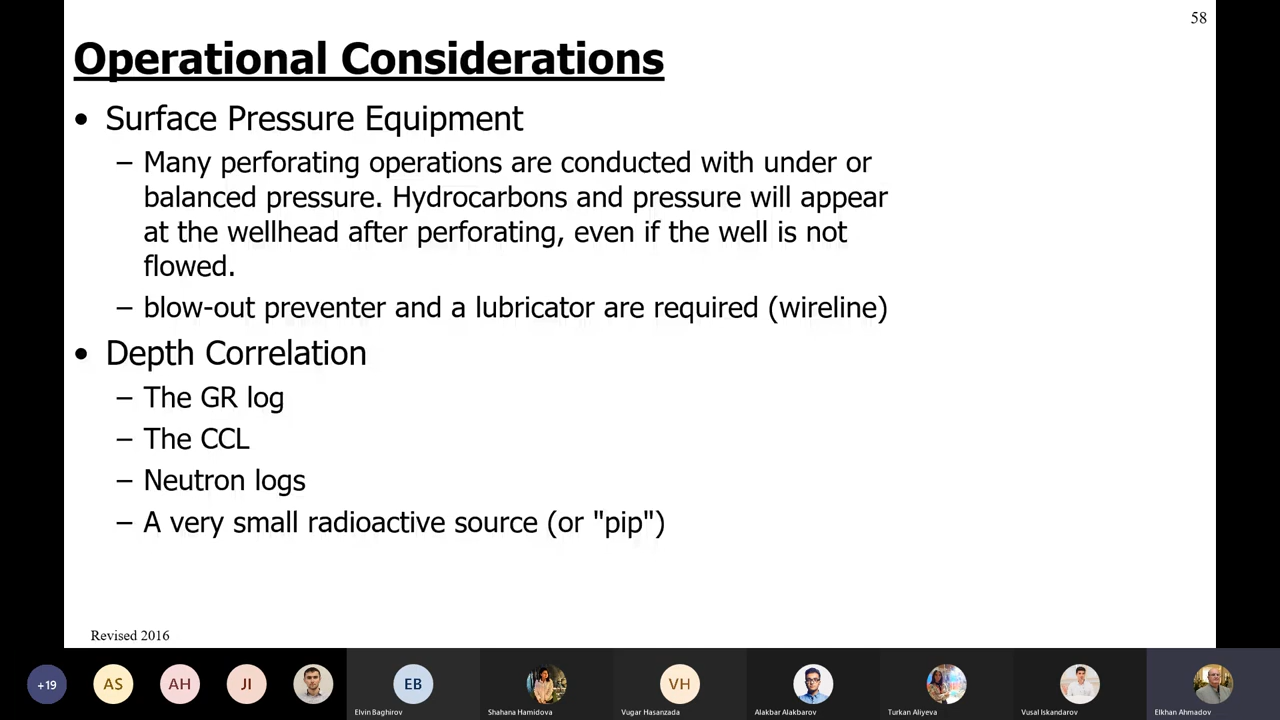 58
Operational Considerations
• Surface Pressure Equipment
– Many perforating operations are conducted with under or
balanced pressure. Hydrocarbons and pressure will appear
at the wellhead after perforating, even if the well is not
flowed.
– blow-out preventer and a lubricator are required (wireline)
• Depth Correlation
– The GR log
– The CCL
– Neutron logs
– A very small radioactive source (or "pip")
Revised 2016
+19 AS AH JI EB VH
Elvin Baghirov Shahana Hamidova Vugar Hasanzada Alakbar Alakbarov Turkan Aliyeva Vusal Iskandarov Elkhan Ahmadov